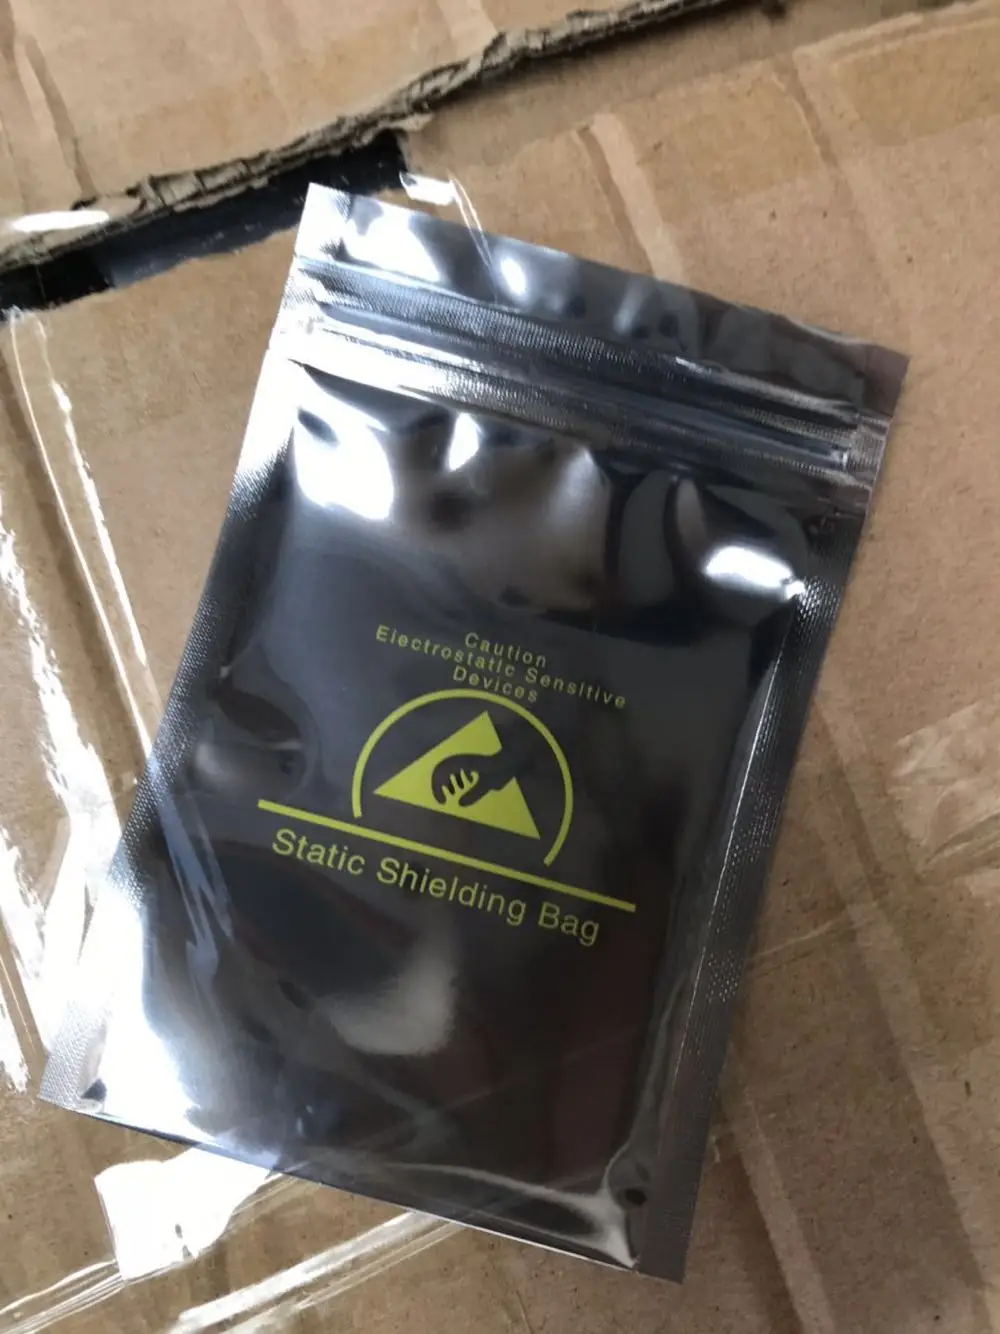 Caution
Electrostatic Sensitive
Devices
Static Shielding Bag